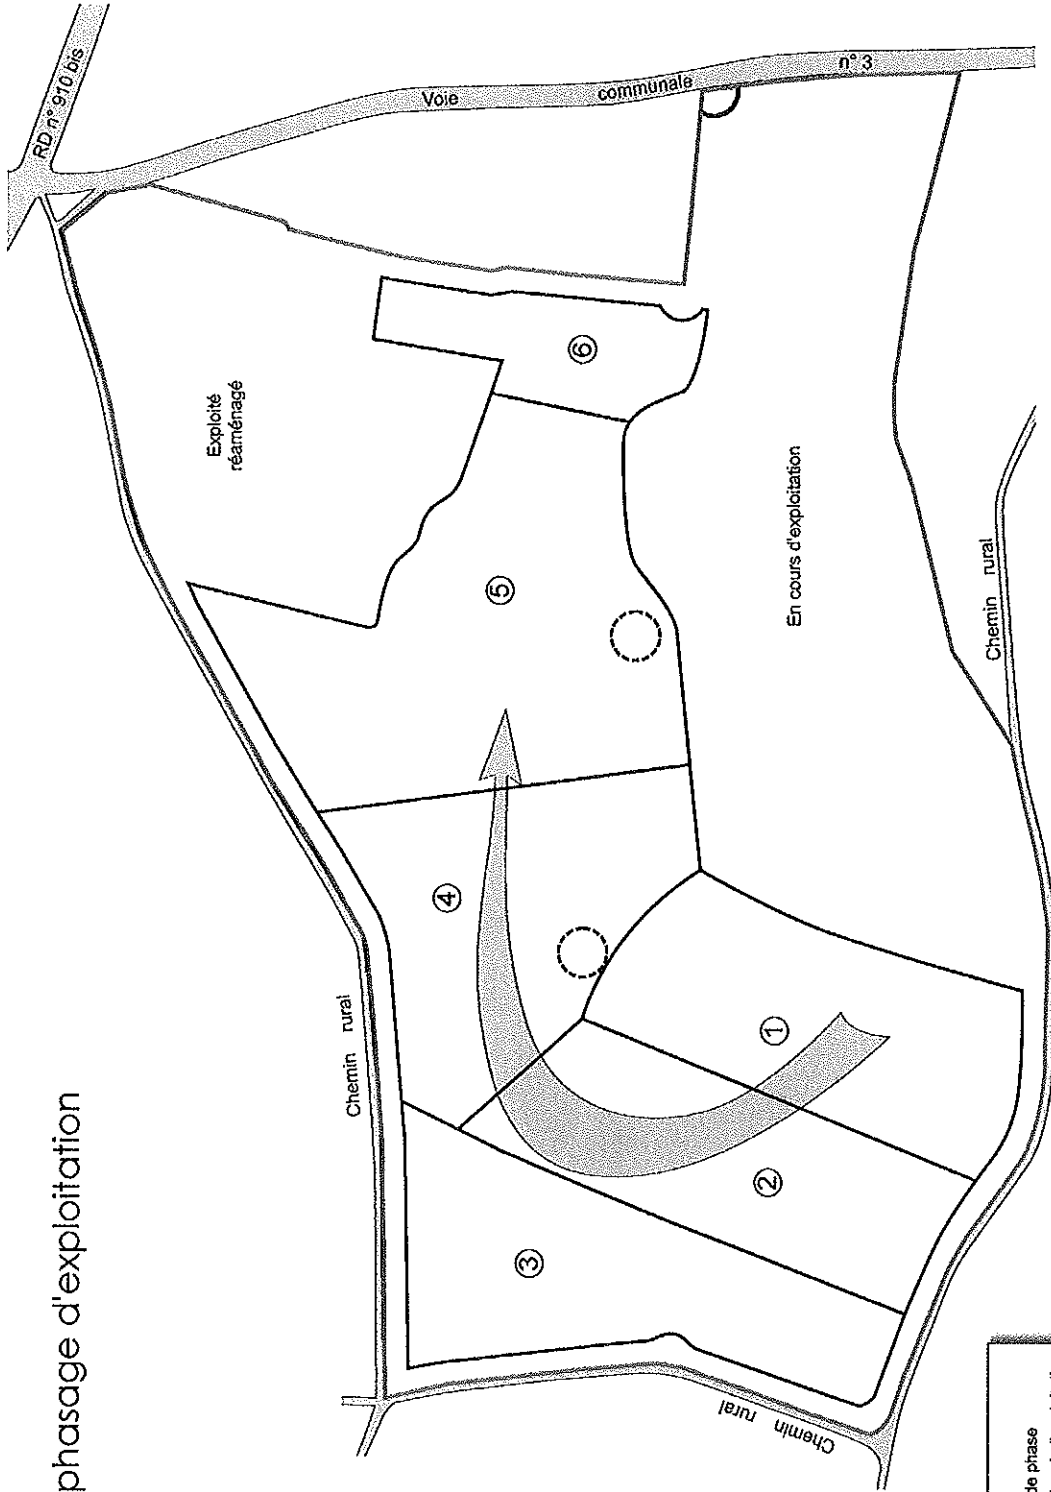 phasage d'exploitation
RD n° 910 bis
Voie communale n° 3
Exploité
réaménagé
⑥
⑤
En cours d'exploitation
Chemin rural
④
Chemin rural
①
②
③
Chemin rural
de phase